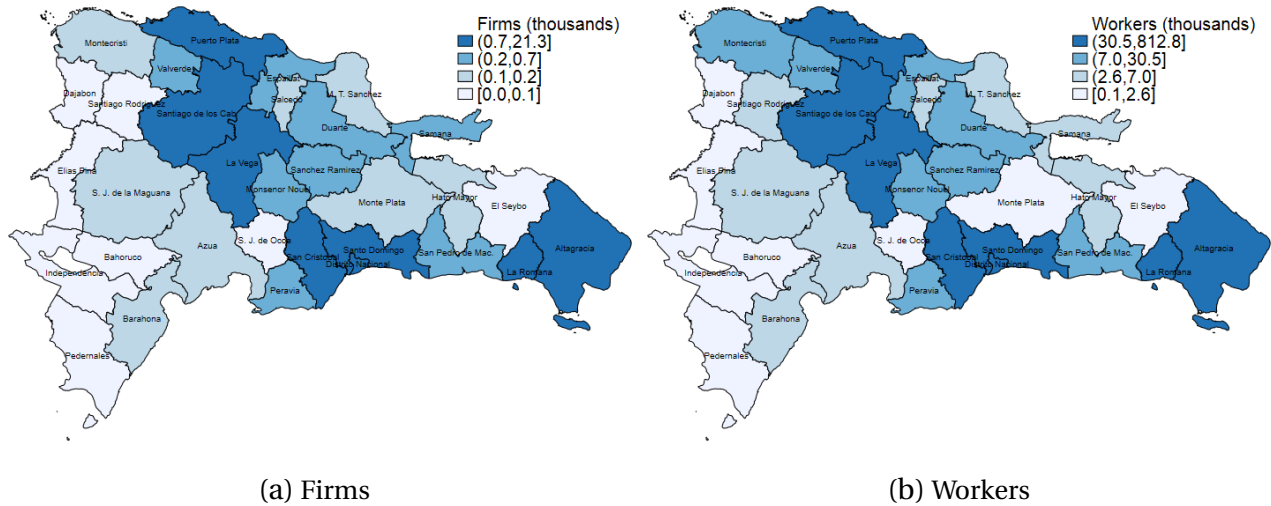 Firms (thousands)
(0.7,21.3]
(0.2,0.7]
(0.1,0.2]
[0.0,0.1]
Montecristi
Puerto Plata
Valverde
Espaillat
Dajabon
Santiago Rodriguez
Salcedo
M. T. Sanchez
Santiago de los Cab
Duarte
Samana
Elias Pina
La Vega
Sanchez Ramirez
S. J. de la Maguana
Monsenor Nouel
Hato Mayor
Monte Plata
El Seybo
Azua
S. J. de Ocoa
Santo Domingo
Altagracia
Bahoruco
San Cristobal
San Pedro de Mac.
Distrito Nacional
Independencia
La Romana
Peravia
Barahona
Pedernales
(a) Firms
Workers (thousands)
(30.5,812.8]
(7.0,30.5]
(2.6,7.0]
[0.1,2.6]
Montecristi
Puerto Plata
Valverde
Espaillat
Dajabon
Santiago Rodriguez
Salcedo
M. T. Sanchez
Santiago de los Cab
Duarte
Samana
Elias Pina
La Vega
Sanchez Ramirez
S. J. de la Maguana
Monsenor Nouel
Hato Mayor
Monte Plata
El Seybo
Azua
S. J. de Ocoa
Santo Domingo
Altagracia
Bahoruco
San Cristobal
San Pedro de Mac.
Distrito Nacional
Independencia
La Romana
Peravia
Barahona
Pedernales
(b) Workers